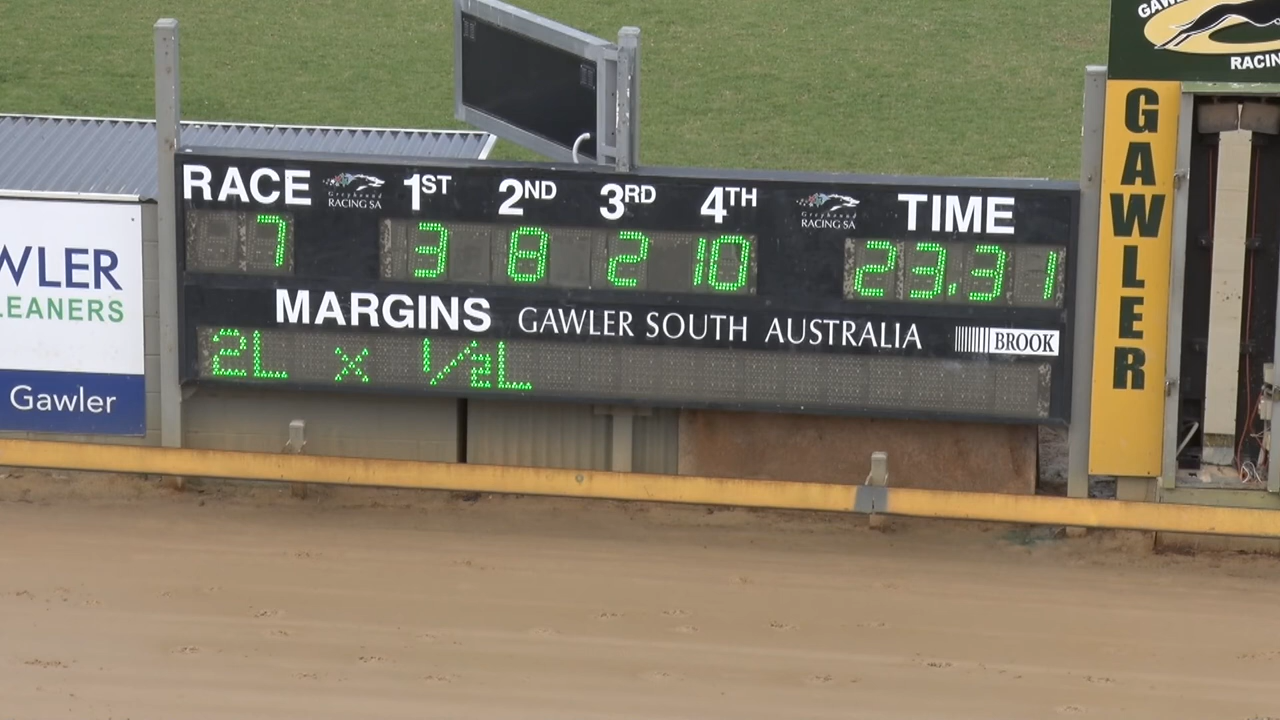 GAWLER
RACIN
RACE Greyhound RACING SA 1ST 2ND 3RD 4TH Greyhound RACING SA TIME
7 3 8 2 10 23.31
MARGINS GAWLER SOUTH AUSTRALIA BROOK
2L x 1/2L
WLER
LEANERS
Gawler